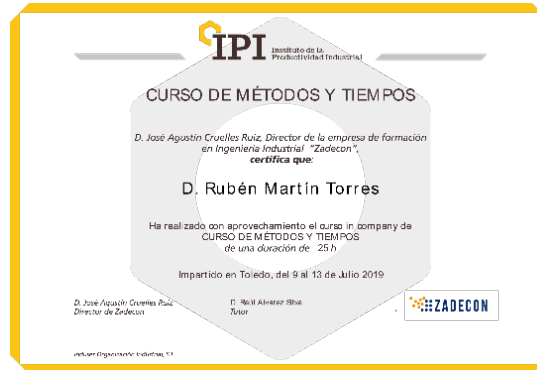 IPI Instituto de la
Productividad Industrial
CURSO DE MÉTODOS Y TIEMPOS
D. José Agustín Cruelles Ruiz, Director de la empresa de formación
en Ingeniería Industrial "Zadecon",
certifica que:
D. Rubén Martín Torres
Ha realizado con aprovechamiento el curso in company de
CURSO DE MÉTODOS Y TIEMPOS
de una duración de 25 h
Impartido en Toledo, del 9 al 13 de Julio 2019
D. José Agustín Cruelles Ruiz
Director de Zadecon
D. Raúl Álvarez Silva
Tutor
ZADECON
Organización Industrial, S.L